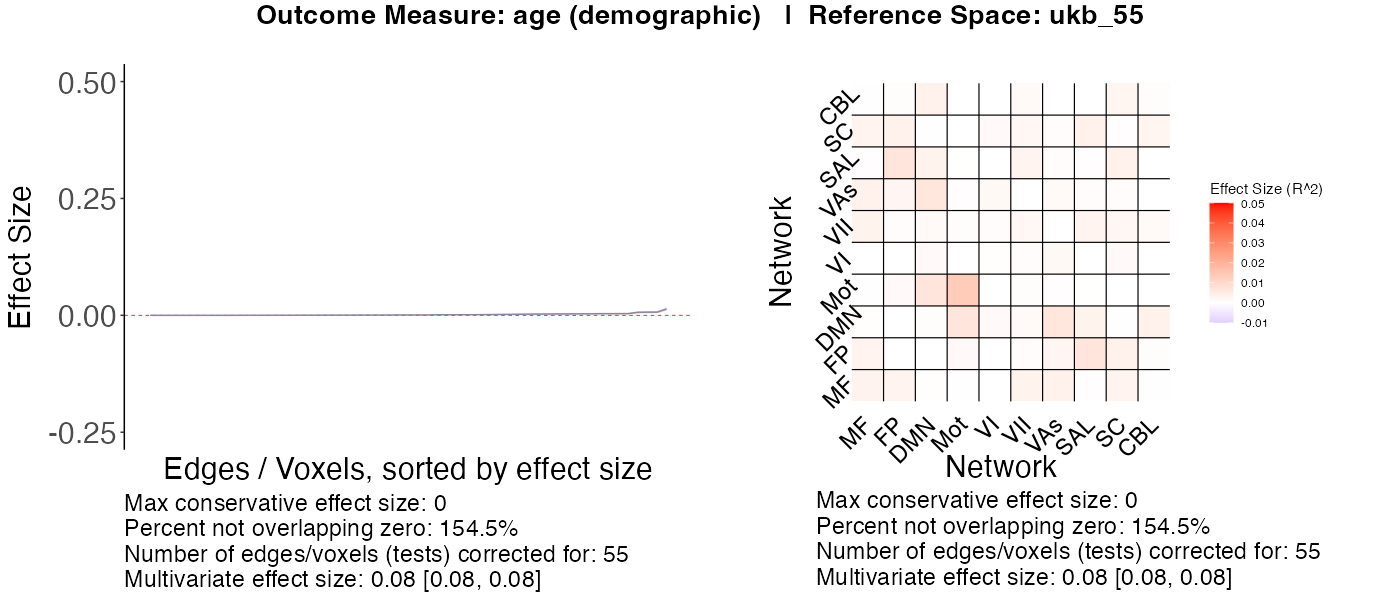 Outcome Measure: age (demographic) | Reference Space: ukb_55
Effect Size
0.50
0.25
0.00
-0.25
Edges / Voxels, sorted by effect size
Max conservative effect size: 0
Percent not overlapping zero: 154.5%
Number of edges/voxels (tests) corrected for: 55
Multivariate effect size: 0.08 [0.08, 0.08]
Network
CBL
SC
SAL
VAs
VII
VI
Mot
DMN
FP
MF
MF FP DMN Mot VI VII VAs SAL SC CBL
Network
Effect Size (R^2)
0.05
0.04
0.03
0.02
0.01
0.00
-0.01
Max conservative effect size: 0
Percent not overlapping zero: 154.5%
Number of edges/voxels (tests) corrected for: 55
Multivariate effect size: 0.08 [0.08, 0.08]